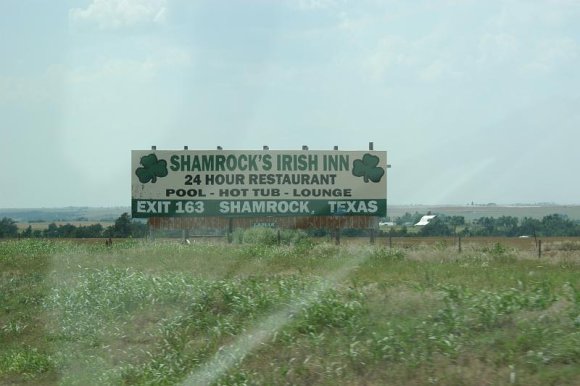 SHAMROCK'S IRISH INN
24 HOUR RESTAURANT
POOL - HOT TUB - LOUNGE
EXIT 163 SHAMROCK, TEXAS